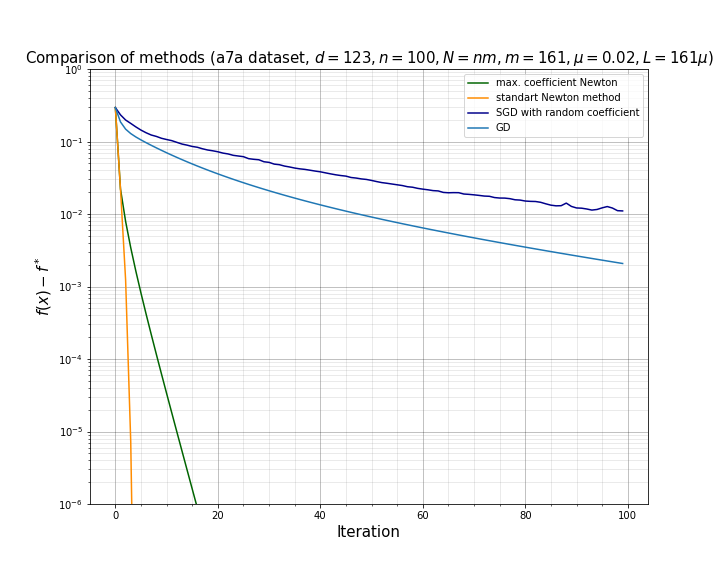 Comparison of methods (a7a dataset, d = 123, n = 100, N = nm, m = 161, μ = 0.02, L = 161μ)
10⁰
max. coefficient Newton
standart Newton method
SGD with random coefficient
GD
10⁻¹
10⁻²
f(x) − f*
10⁻³
10⁻⁴
10⁻⁵
10⁻⁶
0 20 40 60 80 100
Iteration